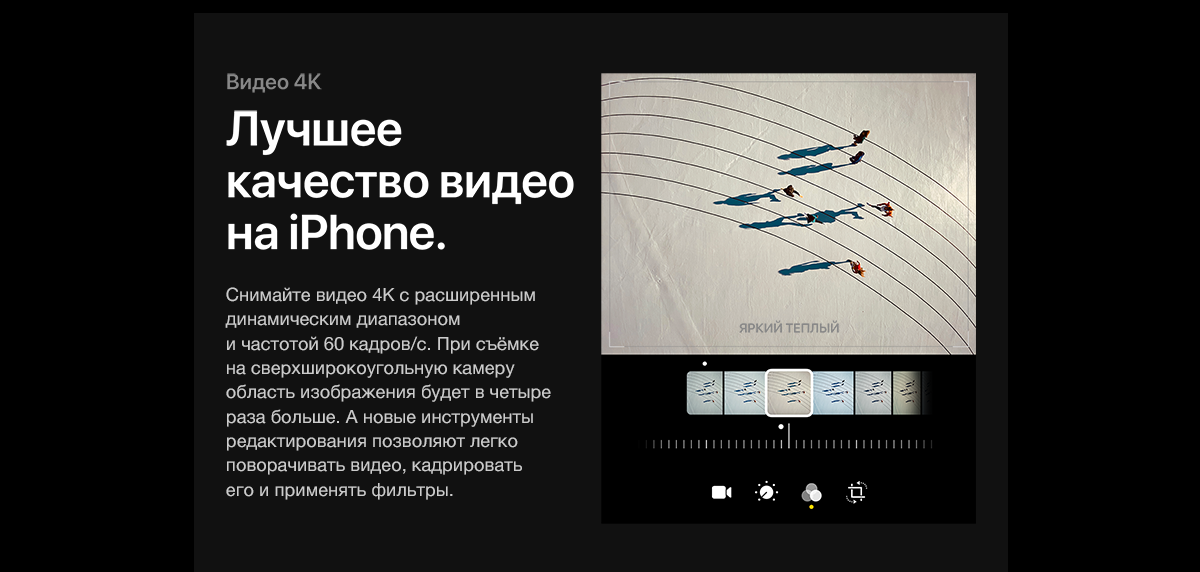 Видео 4K
Лучшее
качество видео
на iPhone.
Снимайте видео 4K с расширенным
динамическим диапазоном
и частотой 60 кадров/с. При съёмке
на сверхширокоугольную камеру
область изображения будет в четыре
раза больше. А новые инструменты
редактирования позволяют легко
поворачивать видео, кадрировать
его и применять фильтры.
ЯРКИЙ ТЕПЛЫЙ